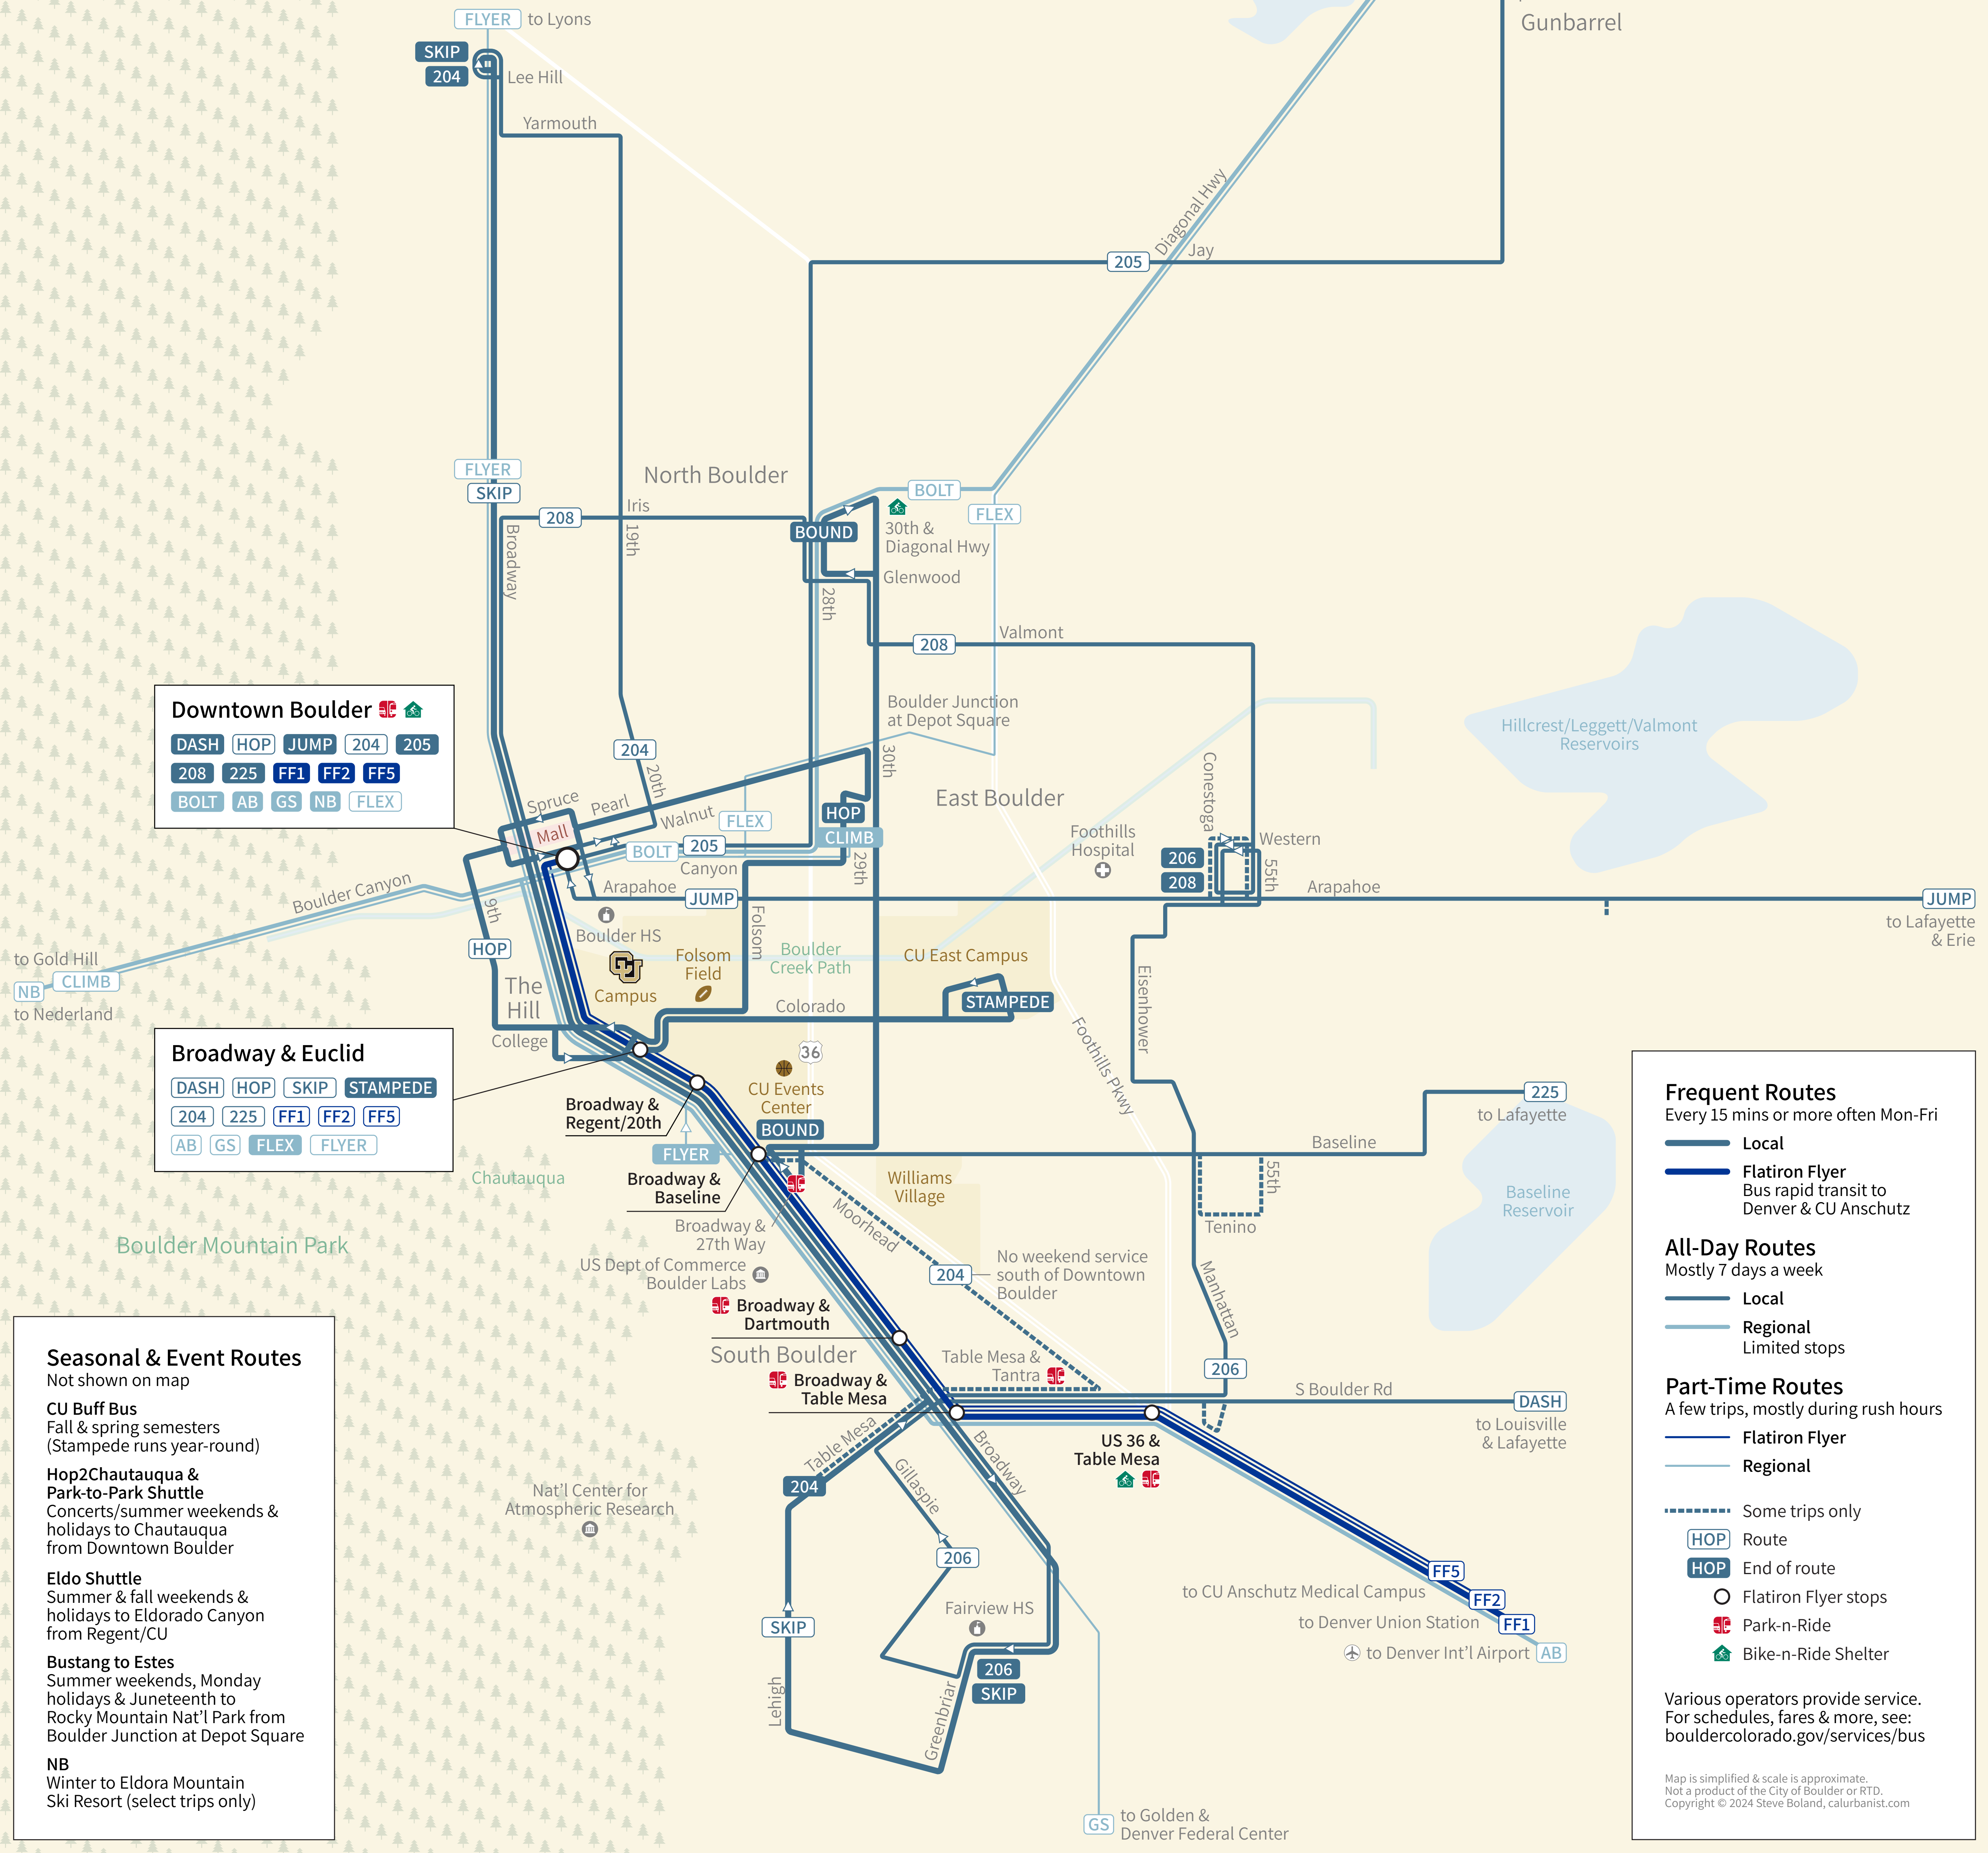 FLYER to Lyons
Gunbarrel
SKIP
204
Lee Hill
Yarmouth
Diagonal Hwy
205
Jay
FLYER
SKIP
North Boulder
BOLT
FLEX
208
Iris
19th
Broadway
BOUND
30th &
Diagonal Hwy
Glenwood
28th
208
Valmont
Downtown Boulder
DASH HOP JUMP 204 205
208 225 FF1 FF2 FF5
BOLT AB GS NB FLEX
Boulder Junction
at Depot Square
Hillcrest/Leggett/Valmont
Reservoirs
204
20th
30th
Conestoga
East Boulder
Spruce
Pearl
Walnut
Mall
FLEX
HOP
CLIMB
BOLT
205
Canyon
29th
Foothills
Hospital
Western
206
208
55th
Boulder Canyon
Arapahoe
JUMP
Arapahoe
JUMP
to Lafayette
& Erie
9th
HOP
Boulder HS
Folsom
Folsom
Field
Boulder
Creek Path
CU East Campus
to Gold Hill
CLIMB
NB
to Nederland
The
Hill
CU
Campus
STAMPEDE
Colorado
Eisenhower
College
Broadway & Euclid
DASH HOP SKIP STAMPEDE
204 225 FF1 FF2 FF5
AB GS FLEX FLYER
36
Foothills Pkwy
CU Events
Center
BOUND
Broadway &
Regent/20th
FLYER
225
to Lafayette
Baseline
Chautauqua
Broadway &
Baseline
Williams
Village
55th
Tenino
Baseline
Reservoir
Moorhead
Broadway &
27th Way
Boulder Mountain Park
US Dept of Commerce
Boulder Labs
204
No weekend service
south of Downtown
Boulder
Manhattan
Broadway &
Dartmouth
South Boulder
Table Mesa &
Tantra
206
Broadway &
Table Mesa
S Boulder Rd
DASH
to Louisville
& Lafayette
US 36 &
Table Mesa
Table Mesa
Broadway
Gillaspie
204
Nat’l Center for
Atmospheric Research
206
Fairview HS
SKIP
206
SKIP
Lehigh
Greenbriar
FF5
to CU Anschutz Medical Campus
FF2
to Denver Union Station
FF1
to Denver Int’l Airport AB
GS
to Golden &
Denver Federal Center
Seasonal & Event Routes
Not shown on map
CU Buff Bus
Fall & spring semesters
(Stampede runs year-round)
Hop2Chautauqua &
Park-to-Park Shuttle
Concerts/summer weekends &
holidays to Chautauqua
from Downtown Boulder
Eldo Shuttle
Summer & fall weekends &
holidays to Eldorado Canyon
from Regent/CU
Bustang to Estes
Summer weekends, Monday
holidays & Juneteenth to
Rocky Mountain Nat’l Park from
Boulder Junction at Depot Square
NB
Winter to Eldora Mountain
Ski Resort (select trips only)
Frequent Routes
Every 15 mins or more often Mon-Fri
Local
Flatiron Flyer
Bus rapid transit to
Denver & CU Anschutz
All-Day Routes
Mostly 7 days a week
Local
Regional
Limited stops
Part-Time Routes
A few trips, mostly during rush hours
Flatiron Flyer
Regional
Some trips only
HOP Route
HOP End of route
Flatiron Flyer stops
Park-n-Ride
Bike-n-Ride Shelter
Various operators provide service.
For schedules, fares & more, see:
bouldercolorado.gov/services/bus
Map is simplified & scale is approximate.
Not a product of the City of Boulder or RTD.
Copyright © 2024 Steve Boland, calurbanist.com